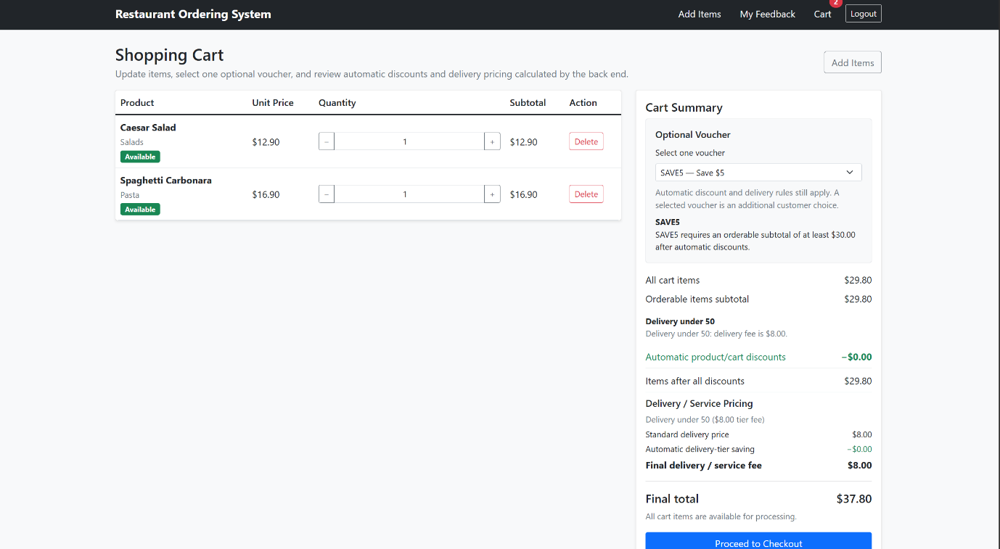 Restaurant Ordering System
Add Items
My Feedback
Cart
2
Logout
Shopping Cart
Update items, select one optional voucher, and review automatic discounts and delivery pricing calculated by the back end.
Add Items
Product Unit Price Quantity Subtotal Action
Caesar Salad
Salads
Available
$12.90 − 1 + $12.90 Delete
Spaghetti Carbonara
Pasta
Available
$16.90 − 1 + $16.90 Delete
Cart Summary
Optional Voucher
Select one voucher
SAVE5 — Save $5
Automatic discount and delivery rules still apply. A
selected voucher is an additional customer choice.
SAVE5
SAVE5 requires an orderable subtotal of at least $30.00
after automatic discounts.
All cart items $29.80
Orderable items subtotal $29.80
Delivery under 50
Delivery under 50: delivery fee is $8.00.
Automatic product/cart discounts −$0.00
Items after all discounts $29.80
Delivery / Service Pricing
Delivery under 50 ($8.00 tier fee)
Standard delivery price $8.00
Automatic delivery-tier saving −$0.00
Final delivery / service fee $8.00
Final total $37.80
All cart items are available for processing.
Proceed to Checkout